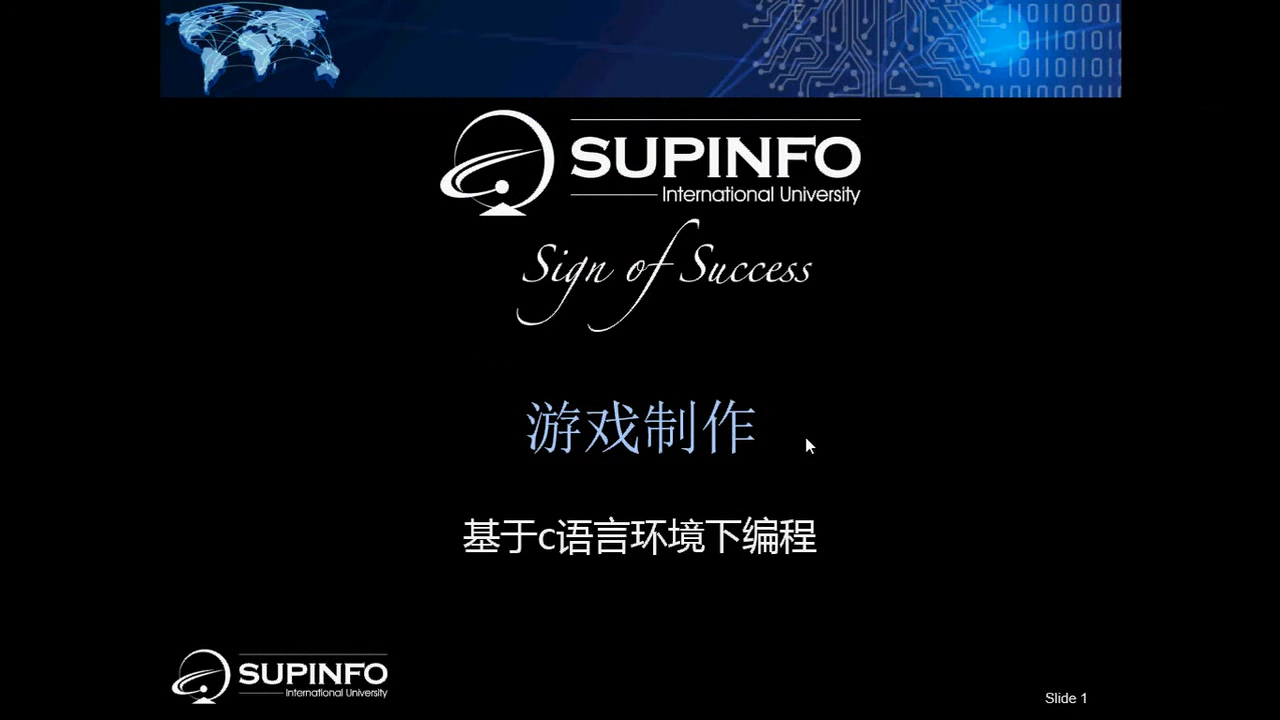 SUPINFO
International University
Sign of Success
游戏制作
基于c语言环境下编程
SUPINFO
International University
Slide 1